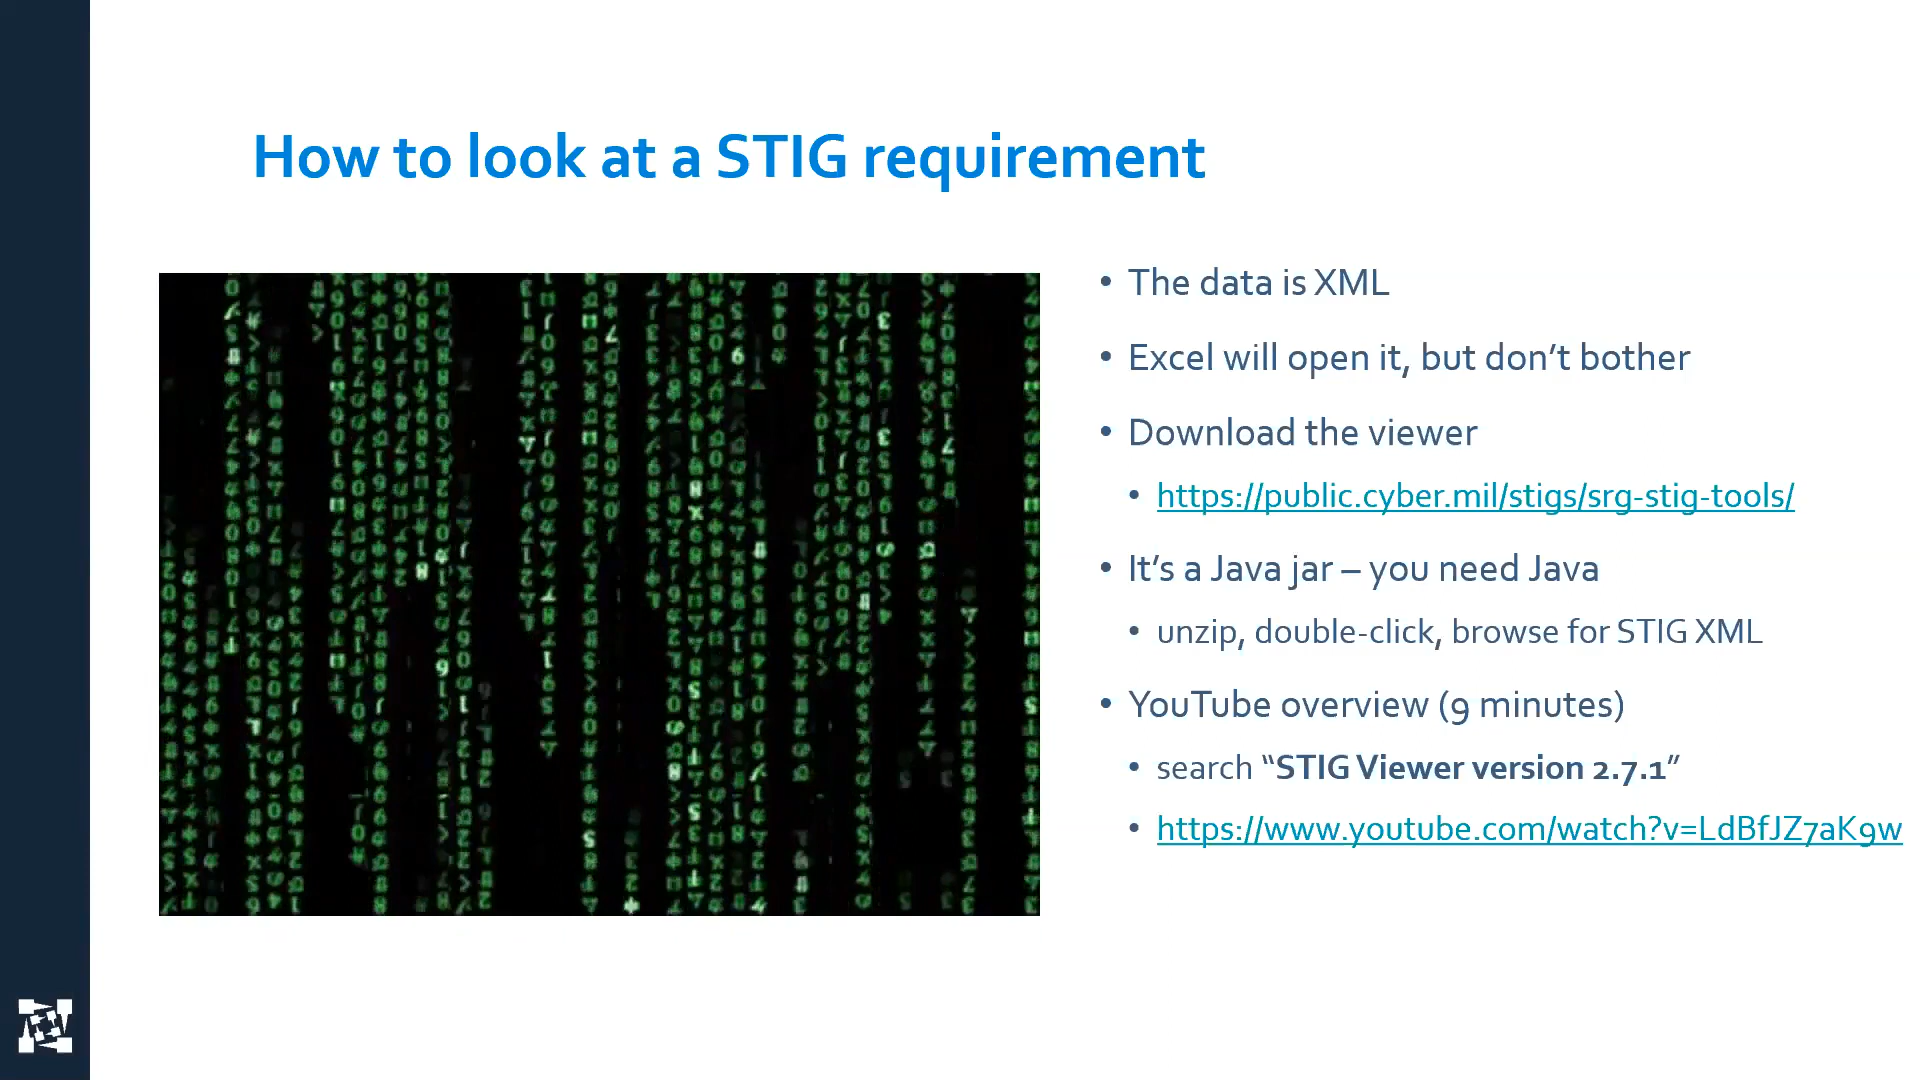 How to look at a STIG requirement
• The data is XML
• Excel will open it, but don’t bother
• Download the viewer
• https://public.cyber.mil/stigs/srg-stig-tools/
• It’s a Java jar – you need Java
• unzip, double-click, browse for STIG XML
• YouTube overview (9 minutes)
• search “STIG Viewer version 2.7.1”
• https://www.youtube.com/watch?v=LdBfJZ7aK9w